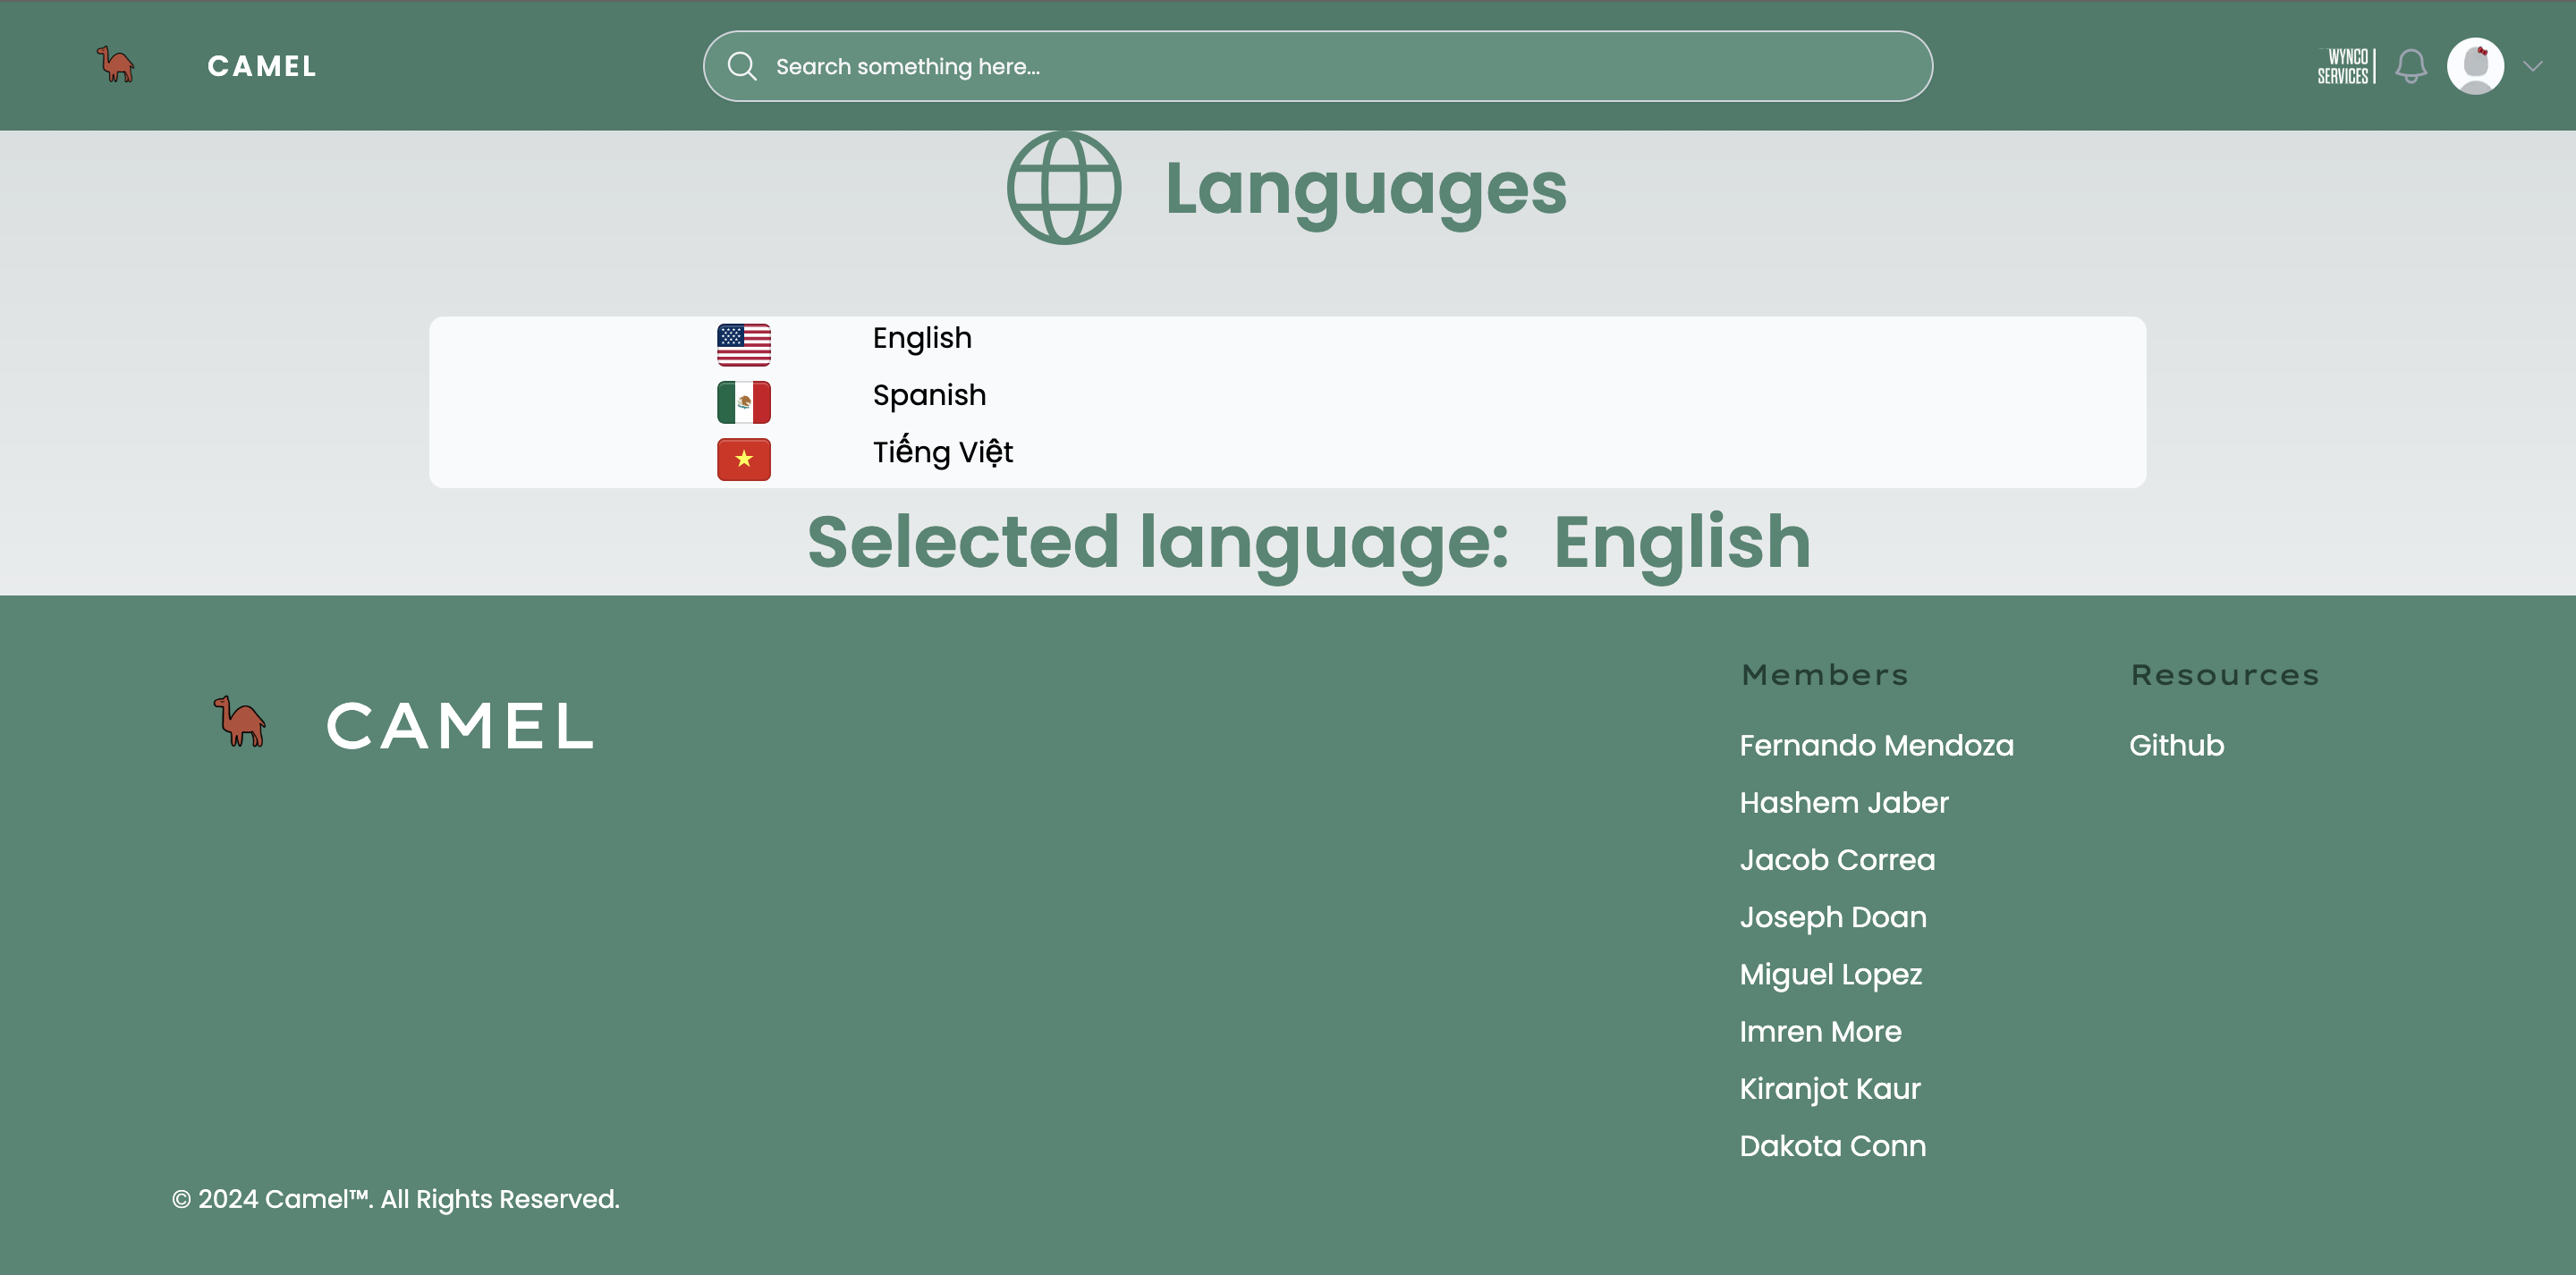 CAMEL
Search something here...
WYNCO
SERVICES
Languages
English
Spanish
Tiếng Việt
Selected language: English
CAMEL
Members
Fernando Mendoza
Hashem Jaber
Jacob Correa
Joseph Doan
Miguel Lopez
Imren More
Kiranjot Kaur
Dakota Conn
Resources
Github
© 2024 Camel™. All Rights Reserved.